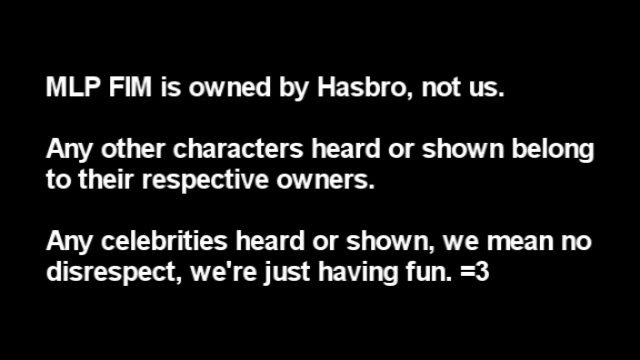 MLP FIM is owned by Hasbro, not us.
Any other characters heard or shown belong
to their respective owners.
Any celebrities heard or shown, we mean no
disrespect, we're just having fun. =3